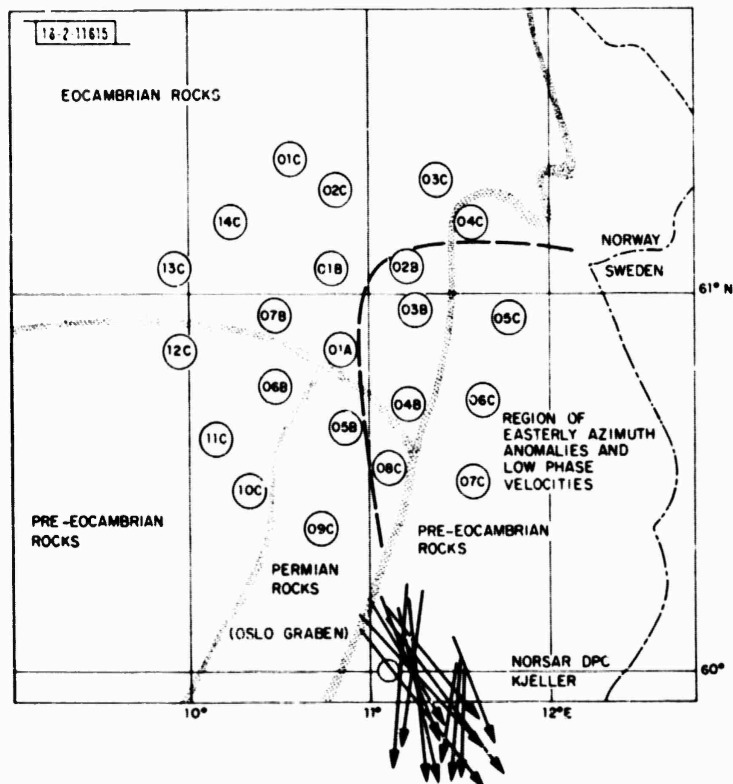 18-2-11615
EOCAMBRIAN ROCKS
01C
02C
03C
14C
04C
NORWAY
SWEDEN
13C
01B
02B
61° N
07B
03B
05C
12C
01A
06B
04B
06C
REGION OF
EASTERLY AZIMUTH
ANOMALIES AND
LOW PHASE
VELOCITIES
11C
05B
08C
07C
10C
09C
PRE-EOCAMBRIAN
ROCKS
PRE-EOCAMBRIAN
ROCKS
PERMIAN
ROCKS
(OSLO GRABEN)
NORSAR DPC
KJELLER
60°
10°
11°
12°E